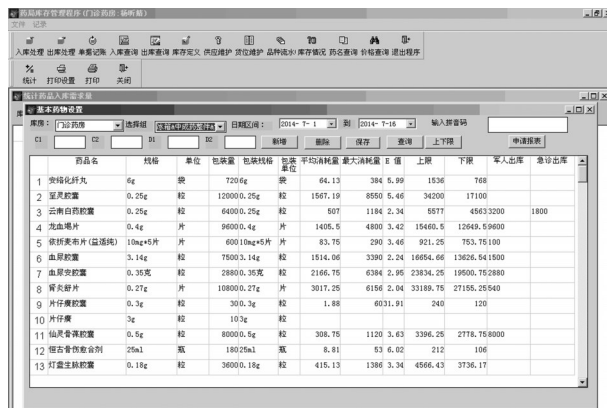 药局库存管理程序(门诊药房:杨昕皓)
文件 记录
入库处理 出库处理 单据记账 入库查询 出库查询 库存定义 供应维护 货位维护 品种流水 库存情况 药名查询 价格查询 退出程序
统计 打印设置 打印 关闭
统计药品入库需求量
基本药物设置
库房: 门诊药房 选择组 日期区间: 2014- 7- 1 到 2014- 7-16 输入拼音码
C1 C2 D1 D2 新增 删除 保存 查询 上下限 申请报表
药品名 规格 单位 包装量 包装规格 包装单位 平均消耗量 最大消耗量 E 值 上限 下限 军人出库 急诊出库
1 安络化纤丸 6g 袋 720 6g 袋 64.13 384 5.99 1536 768
2 至灵胶囊 0.25g 粒 12000 0.25g 粒 1567.19 8550 5.46 34200 17100
3 云南白药胶囊 0.25g 粒 6400 0.25g 粒 507 1184 2.34 5577 4563 3200 1800
4 龙血竭片 0.4g 片 9600 0.4g 片 1405.5 4800 3.42 15460.5 12649.5 9600
5 依折麦布片(益适纯) 10mg*5片 片 600 10mg*5片 片 83.75 290 3.46 921.25 753.75 100
6 血尿胶囊 3.14g 粒 7500 3.14g 粒 1514.06 3390 2.24 16654.66 13626.54 1500
7 血尿安胶囊 0.35克 粒 2880 0.35克 粒 2166.75 6384 2.95 23834.25 19500.75 2880
8 肾炎舒片 0.27g 片 10800 0.27g 片 3017.25 6156 2.04 33189.75 27155.25 540
9 片仔癀胶囊 0.3g 粒 30 0.3g 粒 1.88 60 31.91 240 120
10 片仔癀 3g 粒 10 3g 粒
11 仙灵骨葆胶囊 0.5g 粒 8000 0.5g 粒 308.75 1120 3.63 3396.25 2778.75 8000
12 恒古骨伤愈合剂 25ml 瓶 180 25ml 瓶 8.81 53 6.02 212 106
13 灯盏生脉胶囊 0.18g 粒 3600 0.18g 粒 415.13 1386 3.34 4566.43 3736.17